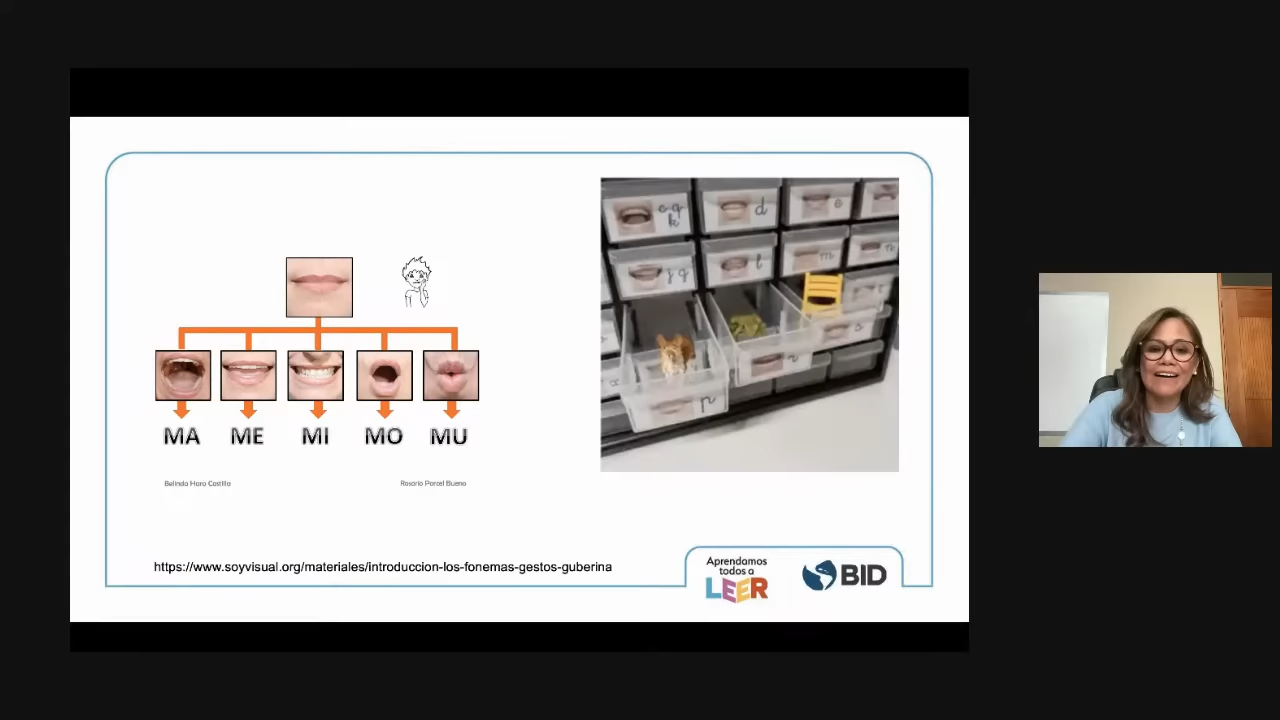 MA ME MI MO MU
Belinda Haro Castilla
Rosario Porcel Bueno
https://www.soyvisual.org/materiales/introduccion-los-fonemas-gestos-guberina
c q
k
d
m
p
Aprendamos
todos a
LEER
BID